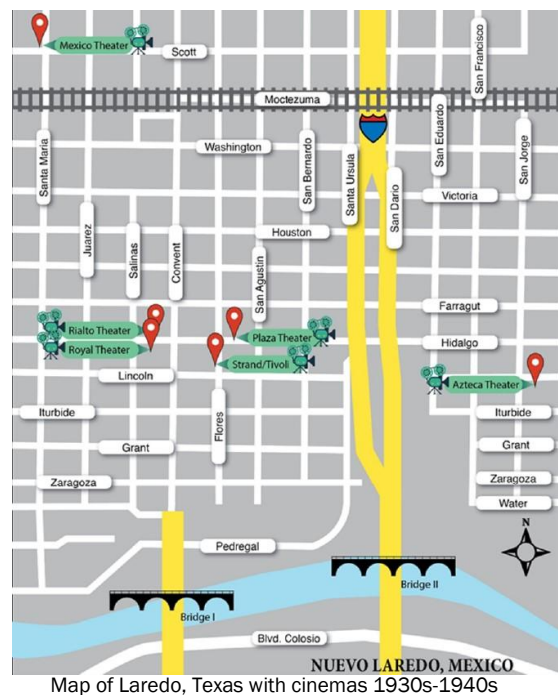 Mexico Theater
Scott
San Francisco
Moctezuma
Washington
Santa Maria
San Bernardo
Santa Ursula
San Eduardo
San Jorge
San Dario
Victoria
Juarez
Salinas
Convent
Houston
San Agustin
Farragut
Rialto Theater
Plaza Theater
Hidalgo
Royal Theater
Strand/Tivoli
Lincoln
Azteca Theater
Iturbide
Iturbide
Flores
Grant
Grant
Zaragoza
Zaragoza
Water
N
Pedregal
Bridge II
Bridge I
Blvd. Colosio
NUEVO LAREDO, MEXICO
Map of Laredo, Texas with cinemas 1930s-1940s